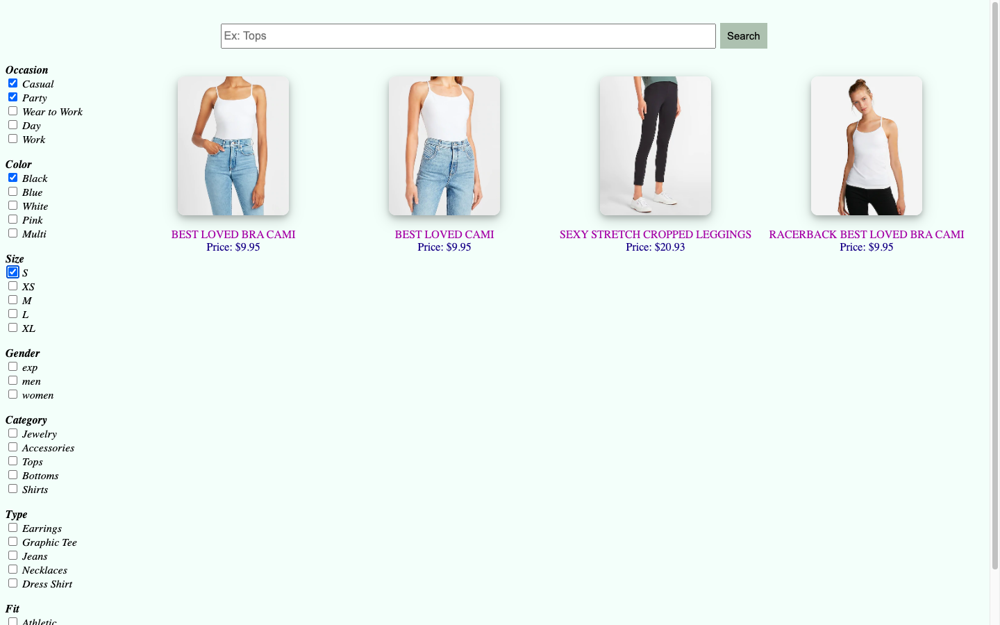 Ex: Tops
Search
Occasion
Casual
Party
Wear to Work
Day
Work
Color
Black
Blue
White
Pink
Multi
Size
S
XS
M
L
XL
Gender
exp
men
women
Category
Jewelry
Accessories
Tops
Bottoms
Shirts
Type
Earrings
Graphic Tee
Jeans
Necklaces
Dress Shirt
Fit
Athletic
BEST LOVED BRA CAMI
Price: $9.95
BEST LOVED CAMI
Price: $9.95
SEXY STRETCH CROPPED LEGGINGS
Price: $20.93
RACERBACK BEST LOVED BRA CAMI
Price: $9.95